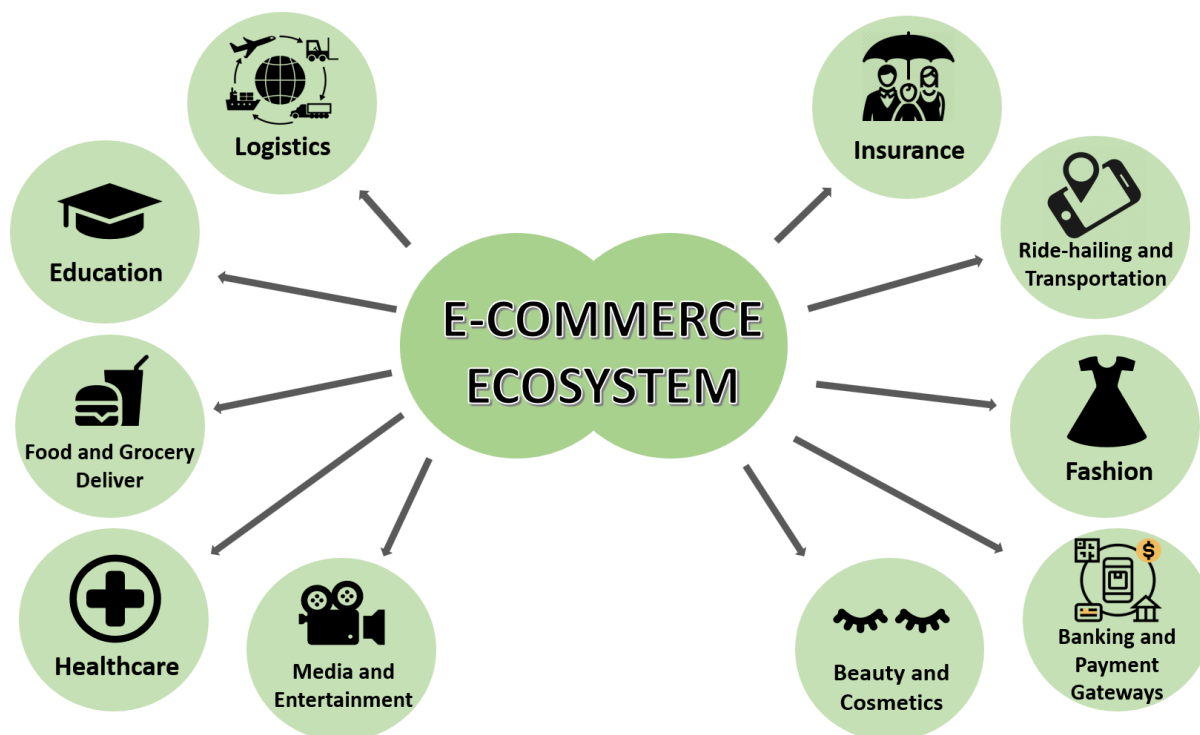 Logistics
Insurance
Education
Ride-hailing and
Transportation
E-COMMERCE
ECOSYSTEM
Food and Grocery
Deliver
Fashion
Healthcare
Media and
Entertainment
Beauty and
Cosmetics
$
Banking and
Payment
Gateways